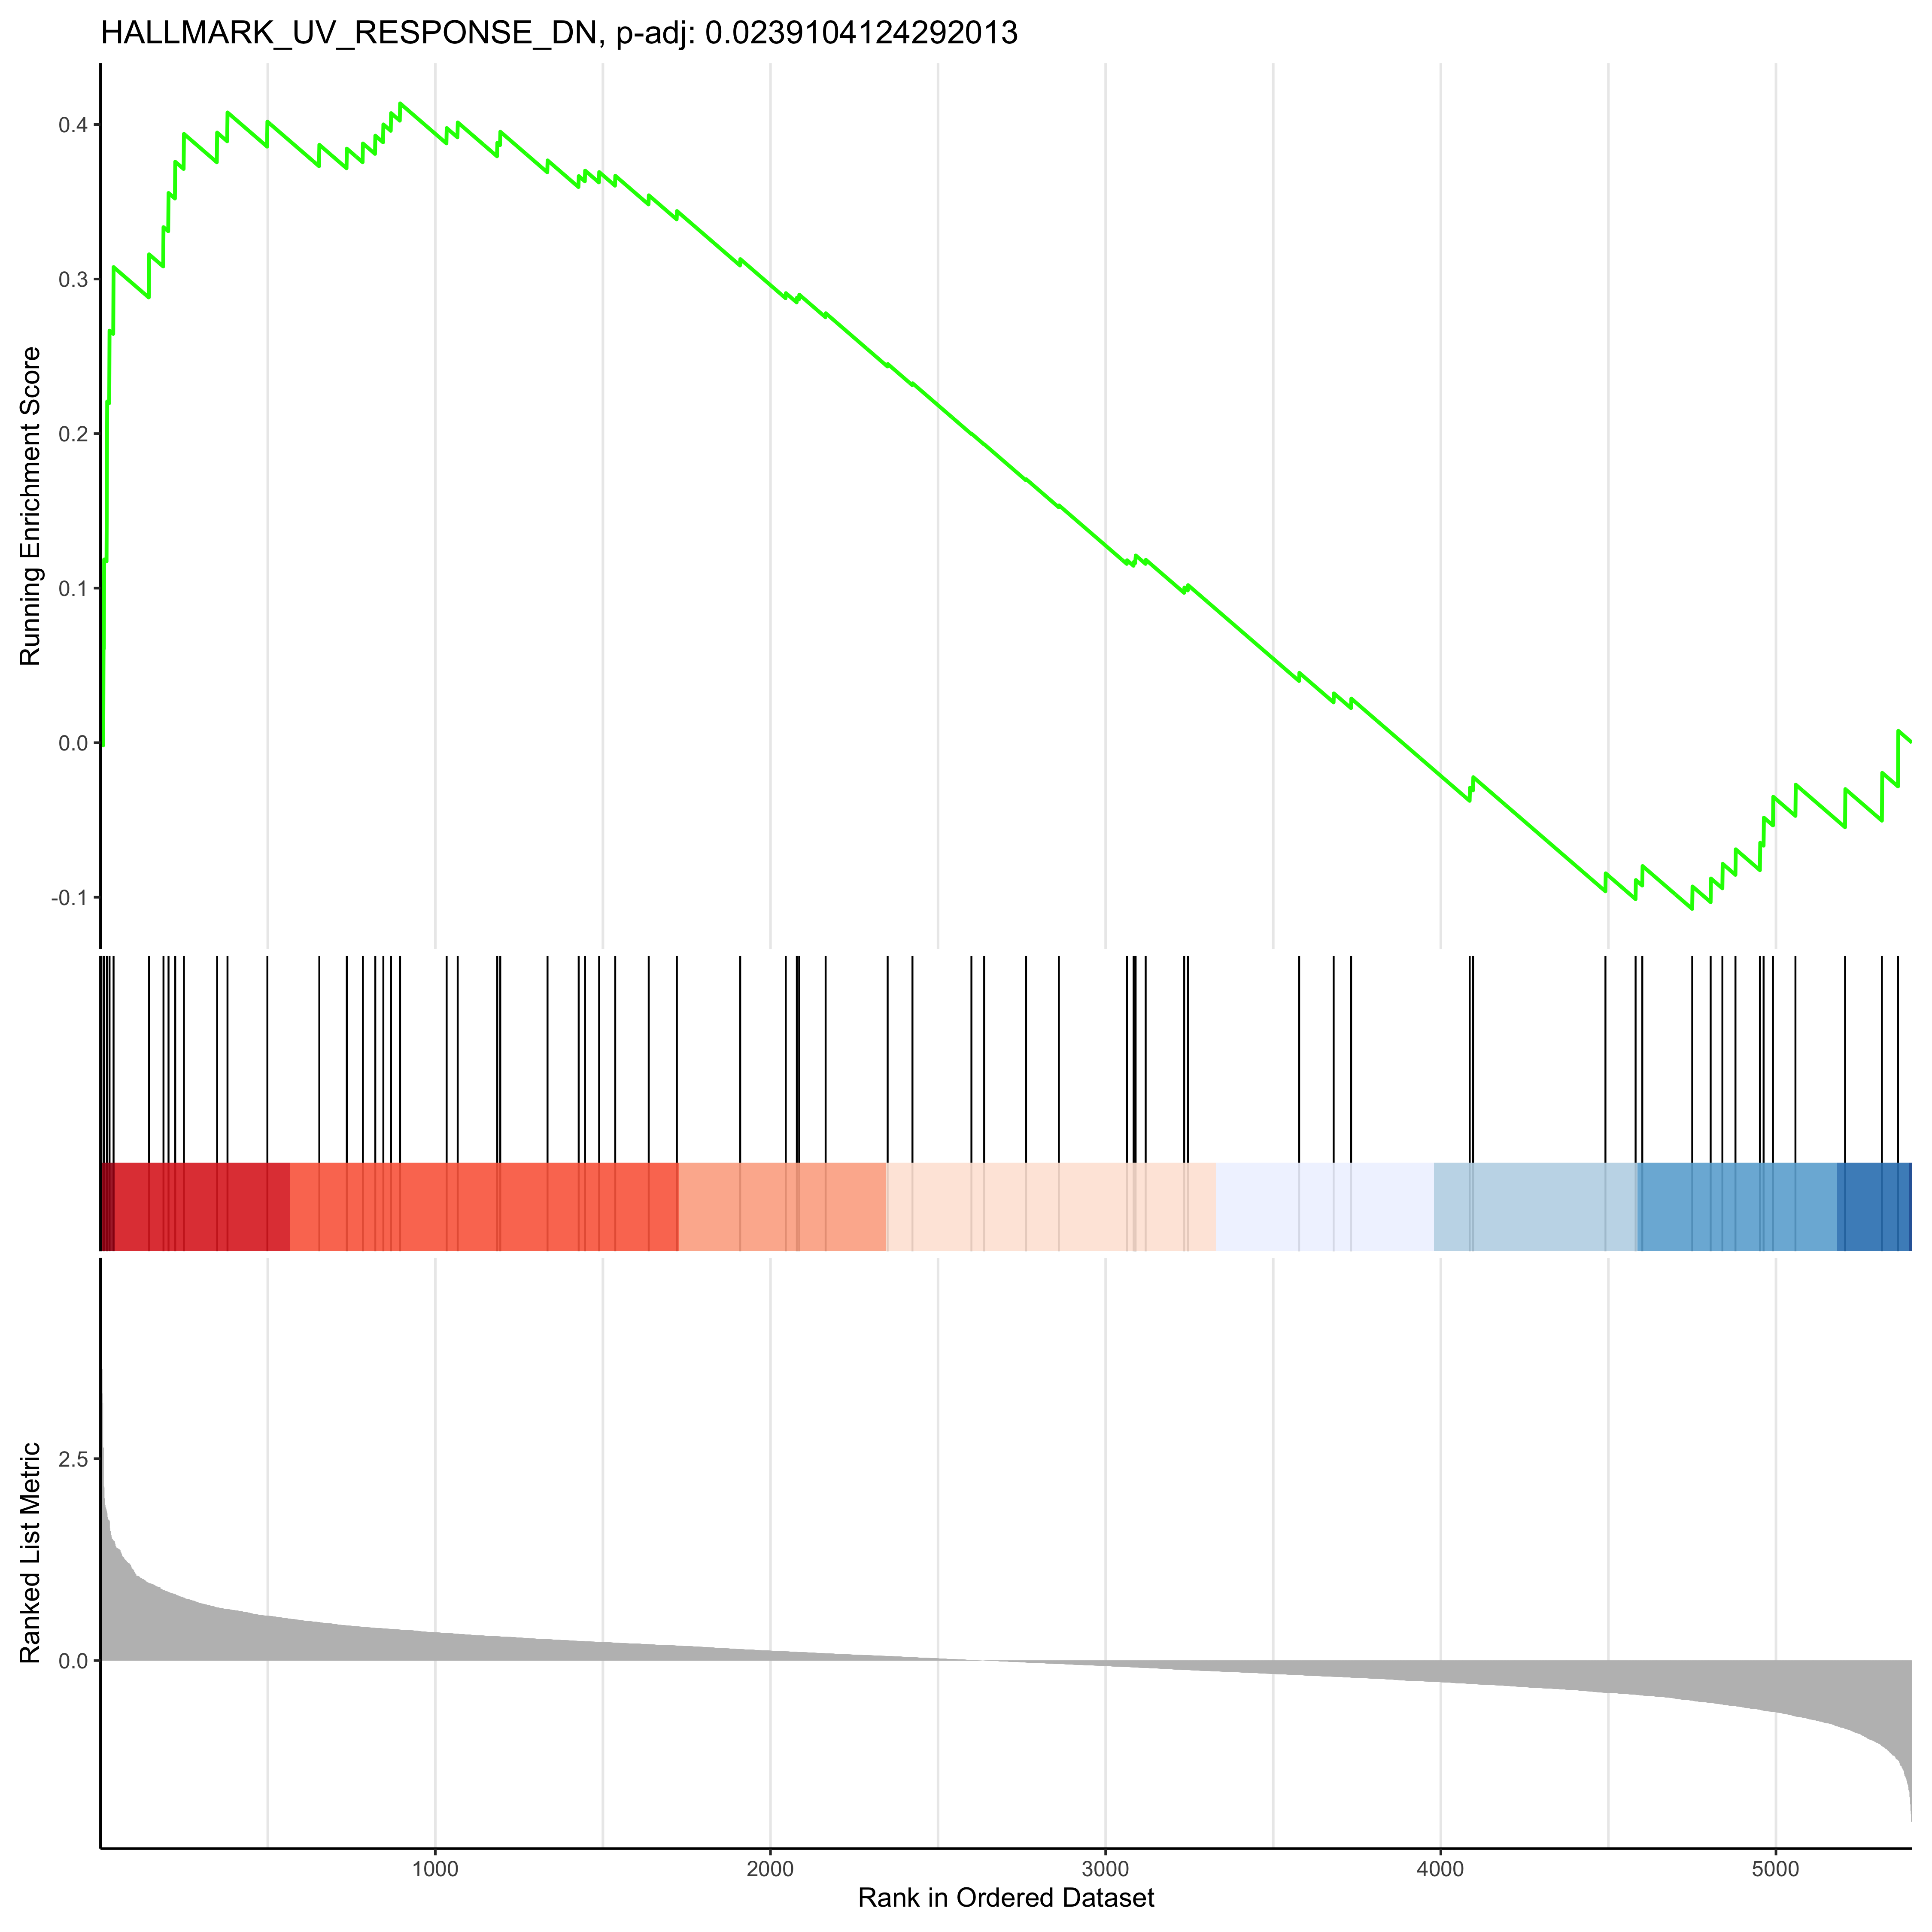 HALLMARK_UV_RESPONSE_DN, p-adj: 0.0239104124292013
Running Enrichment Score
0.4
0.3
0.2
0.1
0.0
-0.1
Ranked List Metric
2.5
0.0
1000 2000 3000 4000 5000
Rank in Ordered Dataset